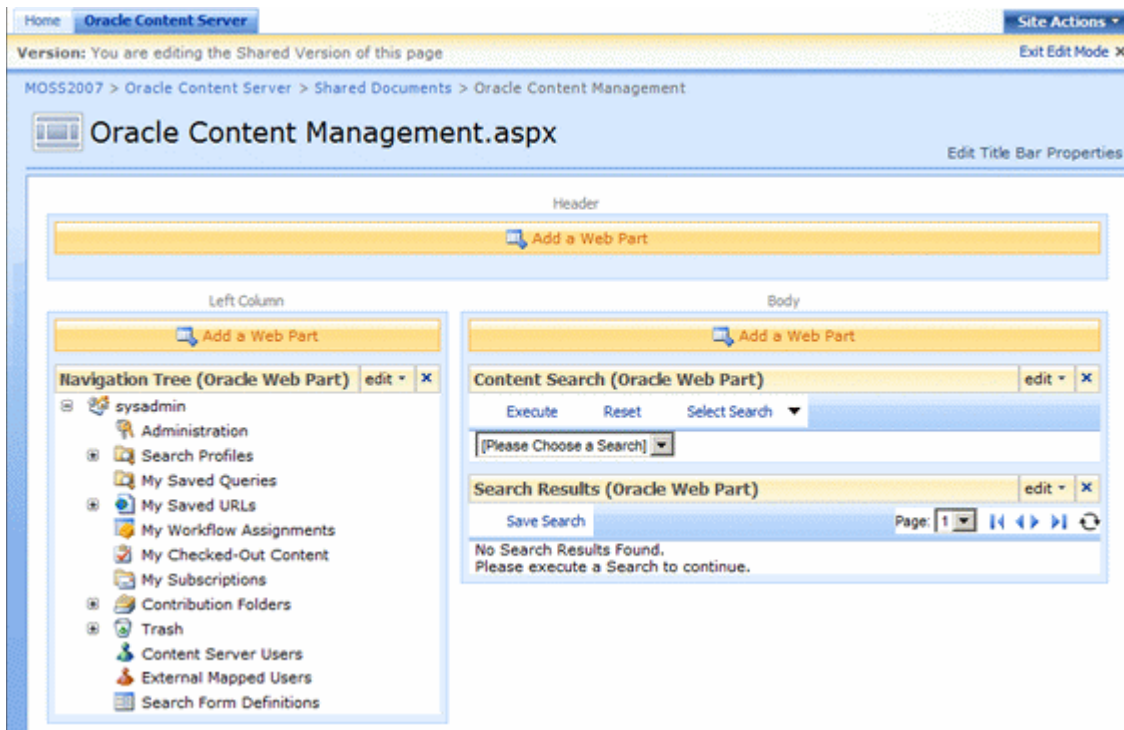 Home Oracle Content Server Site Actions
Version: You are editing the Shared Version of this page Exit Edit Mode
MOSS2007 > Oracle Content Server > Shared Documents > Oracle Content Management
Oracle Content Management.aspx
Edit Title Bar Properties
Header
Add a Web Part
Left Column
Add a Web Part
Navigation Tree (Oracle Web Part) edit
sysadmin
Administration
Search Profiles
My Saved Queries
My Saved URLs
My Workflow Assignments
My Checked-Out Content
My Subscriptions
Contribution Folders
Trash
Content Server Users
External Mapped Users
Search Form Definitions
Body
Add a Web Part
Content Search (Oracle Web Part) edit
Execute Reset Select Search
[Please Choose a Search]
Search Results (Oracle Web Part) edit
Save Search Page: 1
No Search Results Found.
Please execute a Search to continue.